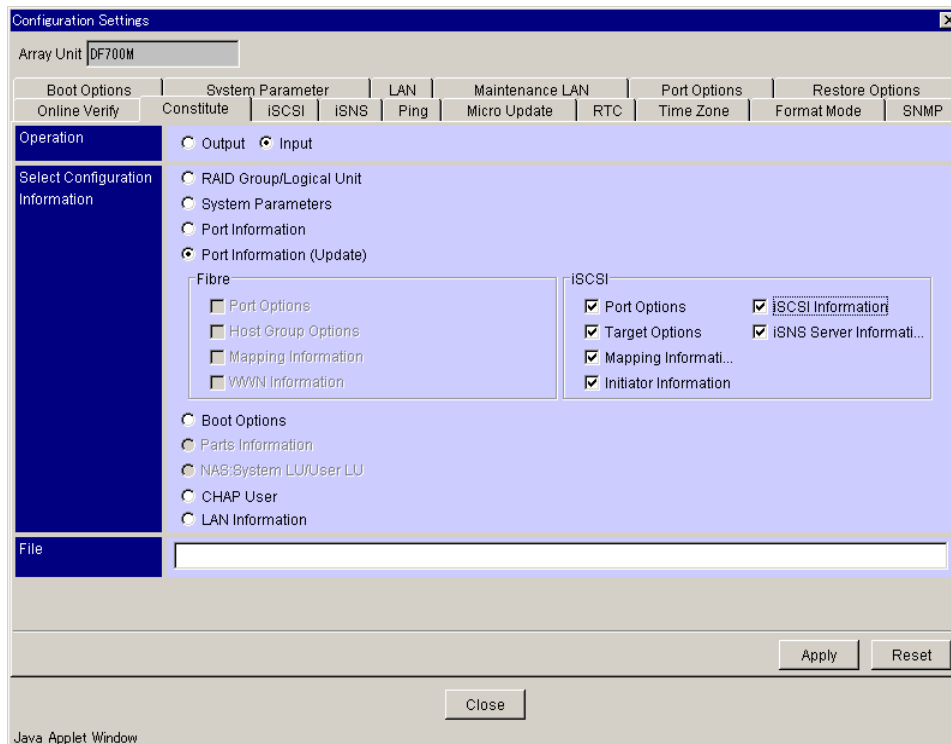 Configuration Settings
Array Unit DF700M
Boot Options System Parameter LAN Maintenance LAN Port Options Restore Options
Online Verify Constitute iSCSI iSNS Ping Micro Update RTC Time Zone Format Mode SNMP
Operation
Output Input
Select Configuration Information
RAID Group/Logical Unit
System Parameters
Port Information
Port Information (Update)
Fibre
Port Options
Host Group Options
Mapping Information
WWN Information
iSCSI
Port Options iSCSI Information
Target Options iSNS Server Informati...
Mapping Informati...
Initiator Information
Boot Options
Parts Information
NAS:System LU/User LU
CHAP User
LAN Information
File
Apply Reset
Close
Java Applet Window